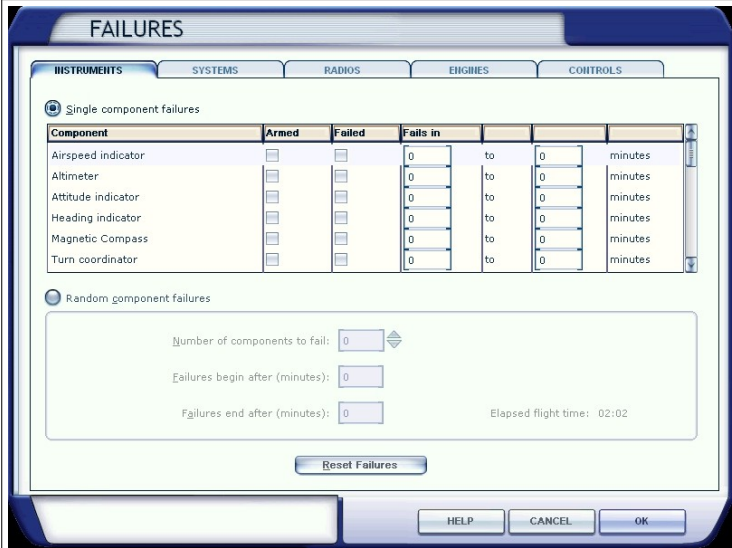 FAILURES
INSTRUMENTS SYSTEMS RADIOS ENGINES CONTROLS
Single component failures
Component Armed Failed Fails in
Airspeed indicator 0 to 0 minutes
Altimeter 0 to 0 minutes
Attitude indicator 0 to 0 minutes
Heading indicator 0 to 0 minutes
Magnetic Compass 0 to 0 minutes
Turn coordinator 0 to 0 minutes
Random component failures
Number of components to fail: 0
Failures begin after (minutes): 0
Failures end after (minutes): 0 Elapsed flight time: 02:02
Reset Failures
HELP CANCEL OK